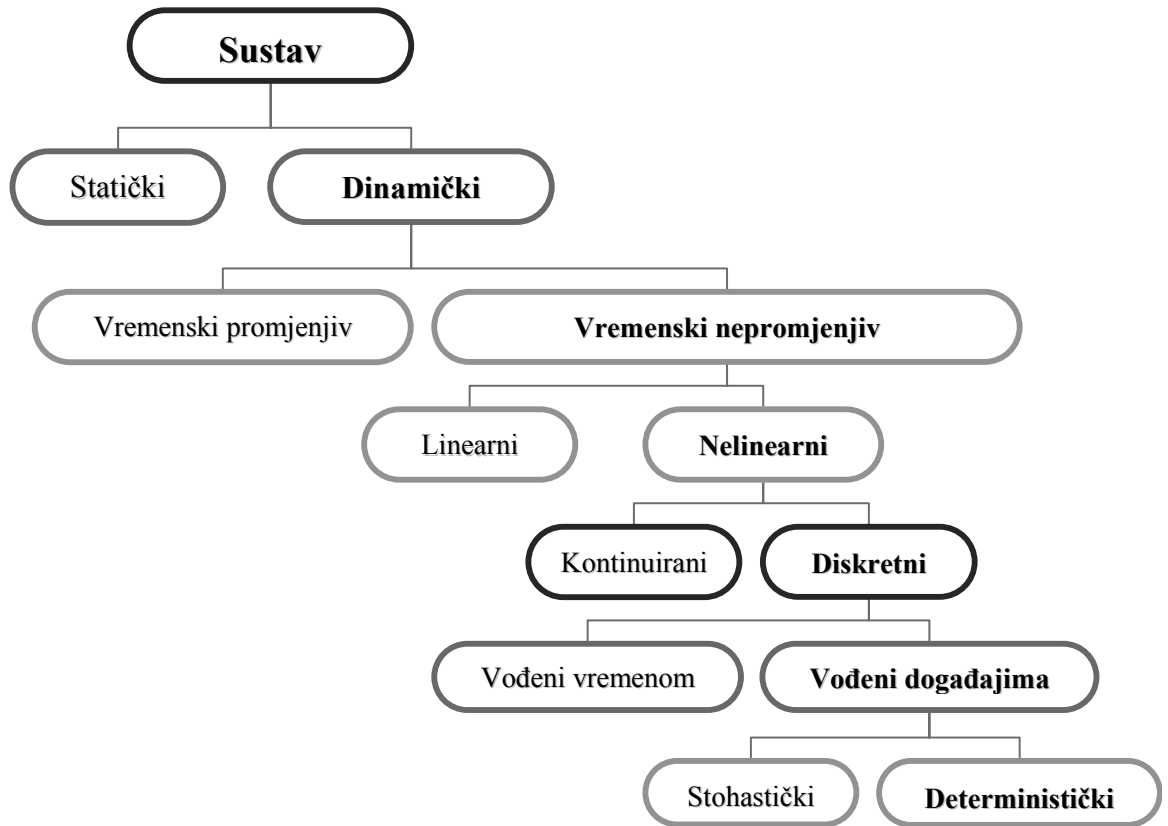 Sustav
Statički
Dinamički
Vremenski promjenjiv
Vremenski nepromjenjiv
Linearni
Nelinearni
Kontinuirani
Diskretni
Vođeni vremenom
Vođeni događajima
Stohastički
Deterministički